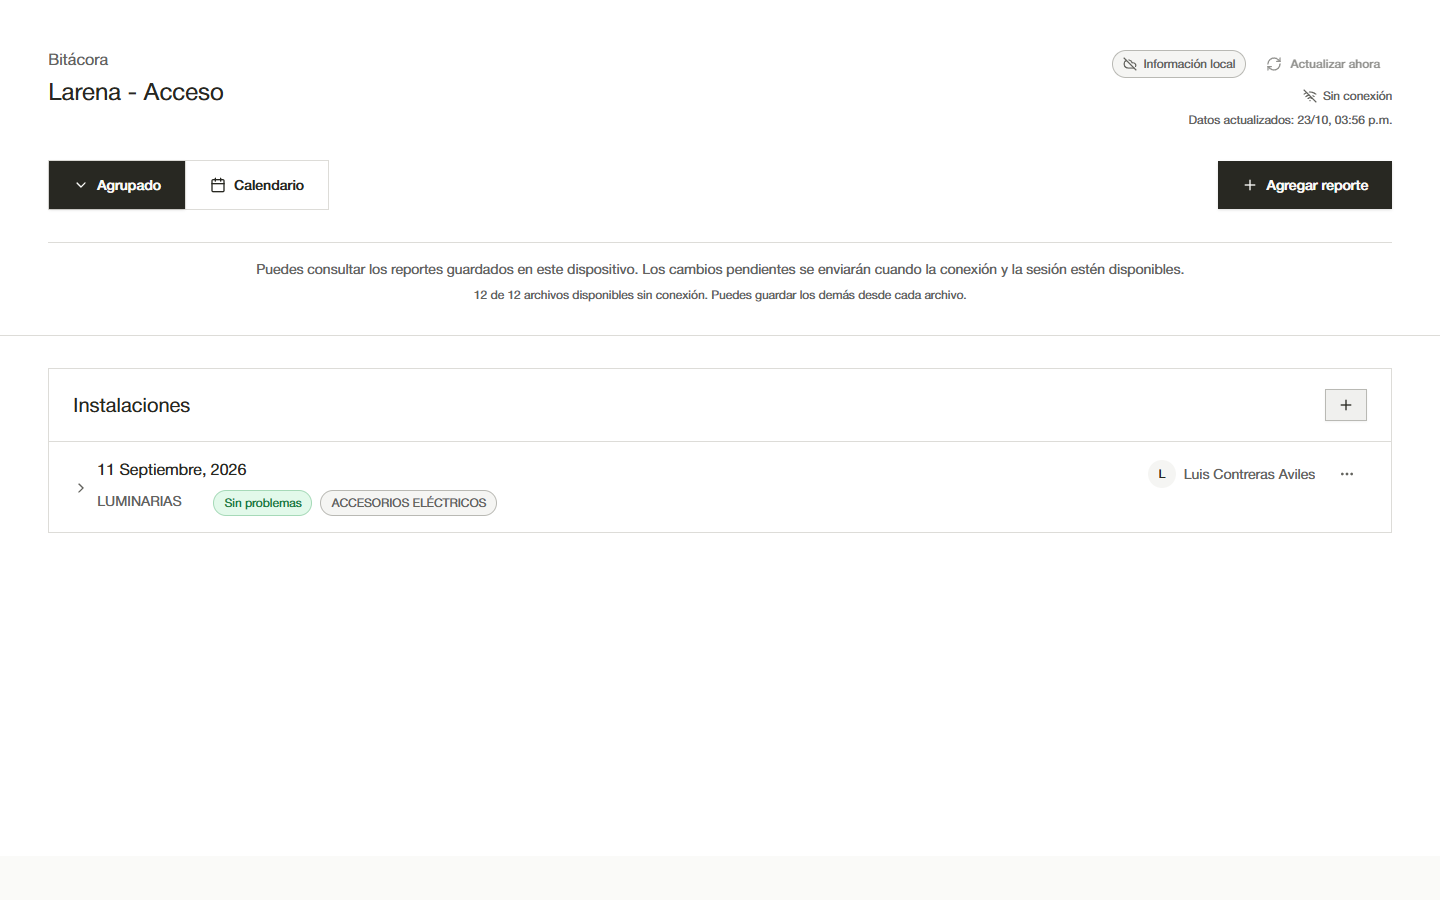 Bitácora
Larena - Acceso
Información local
Actualizar ahora
Sin conexión
Datos actualizados: 23/10, 03:56 p.m.
Agrupado
Calendario
Agregar reporte
Puedes consultar los reportes guardados en este dispositivo. Los cambios pendientes se enviarán cuando la conexión y la sesión estén disponibles.
12 de 12 archivos disponibles sin conexión. Puedes guardar los demás desde cada archivo.
Instalaciones
11 Septiembre, 2026
LUMINARIAS
Sin problemas
ACCESORIOS ELÉCTRICOS
L
Luis Contreras Aviles